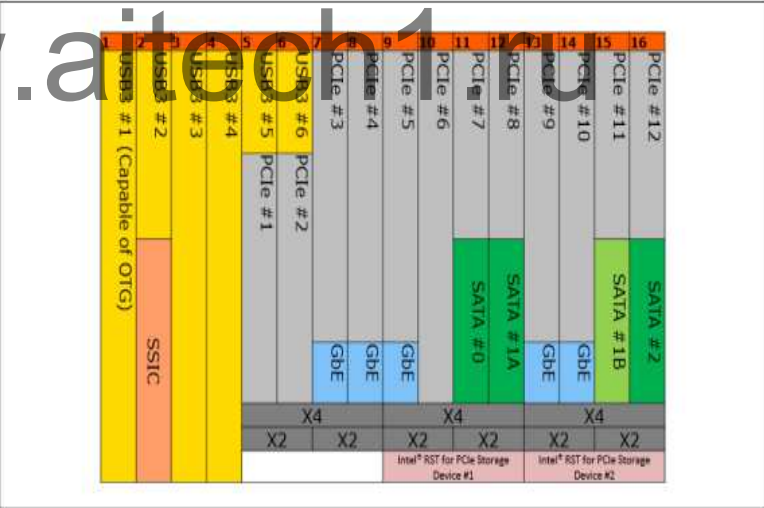 .aitech1.ru
1 2 3 4 5 6 7 8 9 10 11 12 13 14 15 16
USB3 #1 (Capable of OTG)
USB3 #2
SSIC
USB3 #3
USB3 #4
USB3 #5
PCIe #1
USB3 #6
PCIe #2
PCIe #3
GbE
PCIe #4
GbE
PCIe #5
GbE
PCIe #6
PCIe #7
SATA #0
PCIe #8
SATA #1A
PCIe #9
GbE
PCIe #10
GbE
PCIe #11
SATA #1B
PCIe #12
SATA #2
X4 X4 X4
X2 X2 X2 X2 X2 X2
Intel® RST for PCIe Storage
Device #1
Intel® RST for PCIe Storage
Device #2